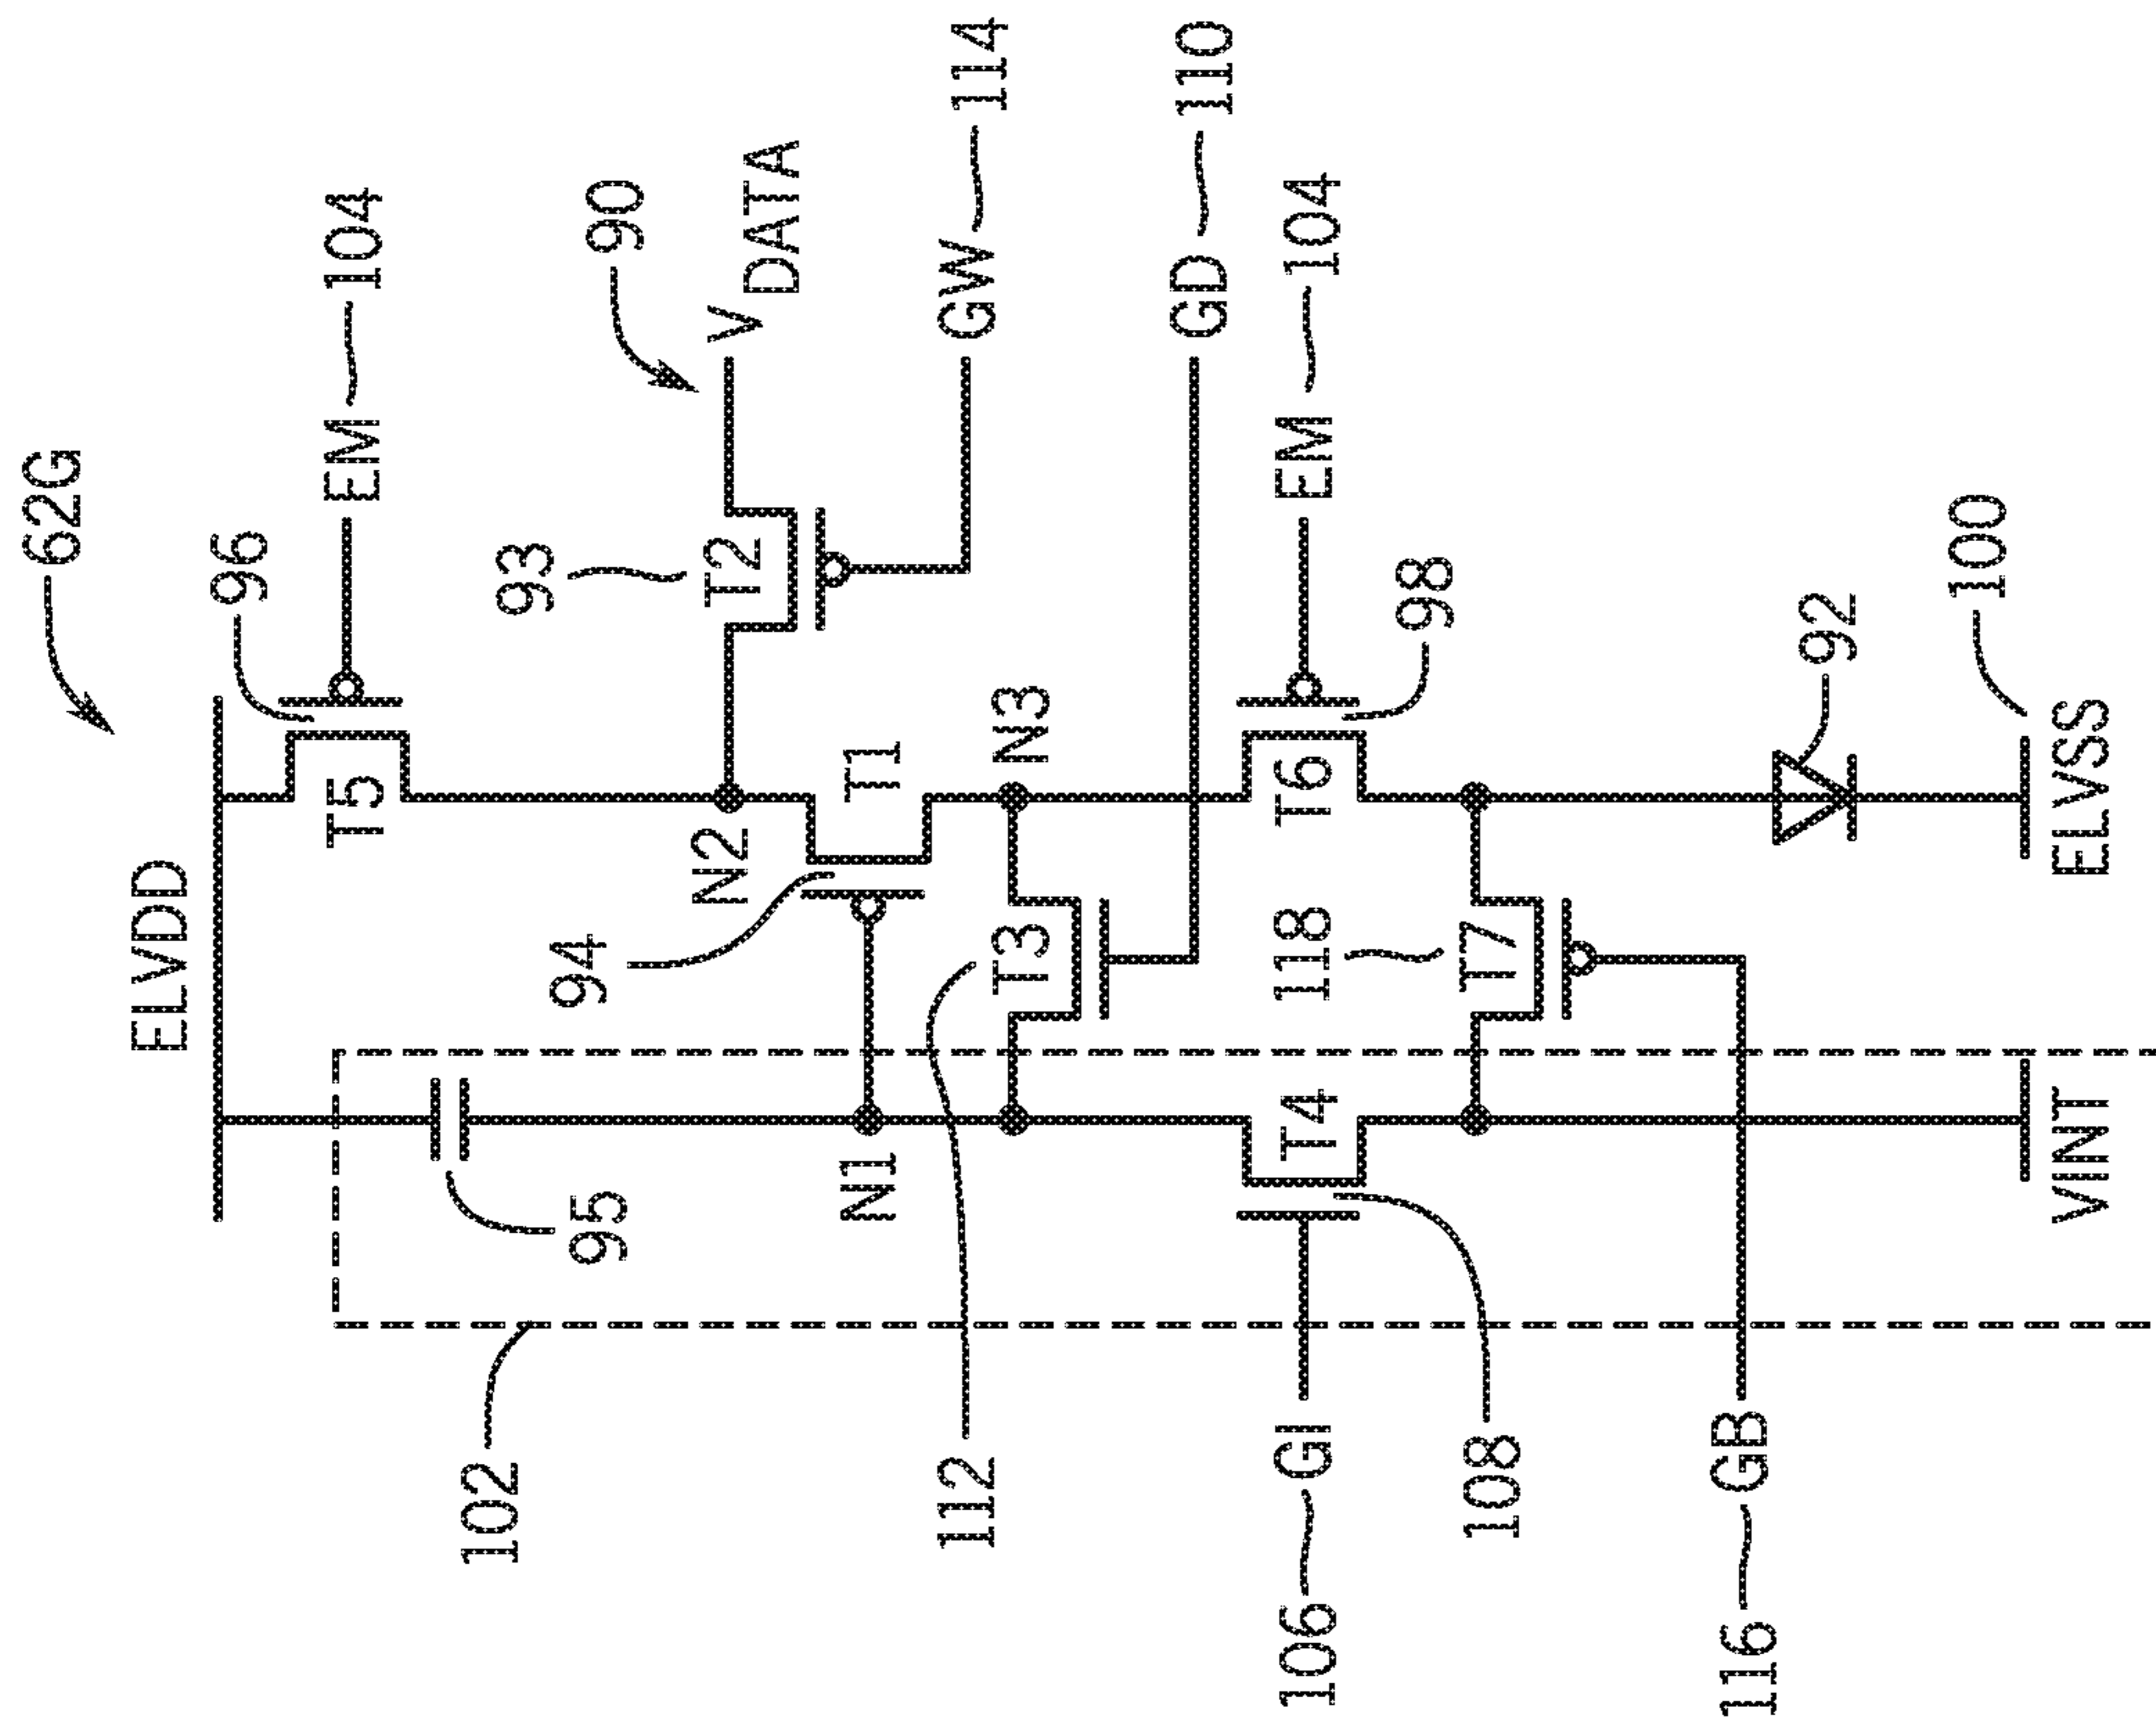 62G
ELVDD
96
T5
EM 104
102
93
94
95
90
N2
T2
V DATA
N1
T1
112
GW 114
T3
N3
GD 110
106 GI
T4
118
T6
EM 104
98
108
T7
116 GB
92
100
VINT
ELVSS